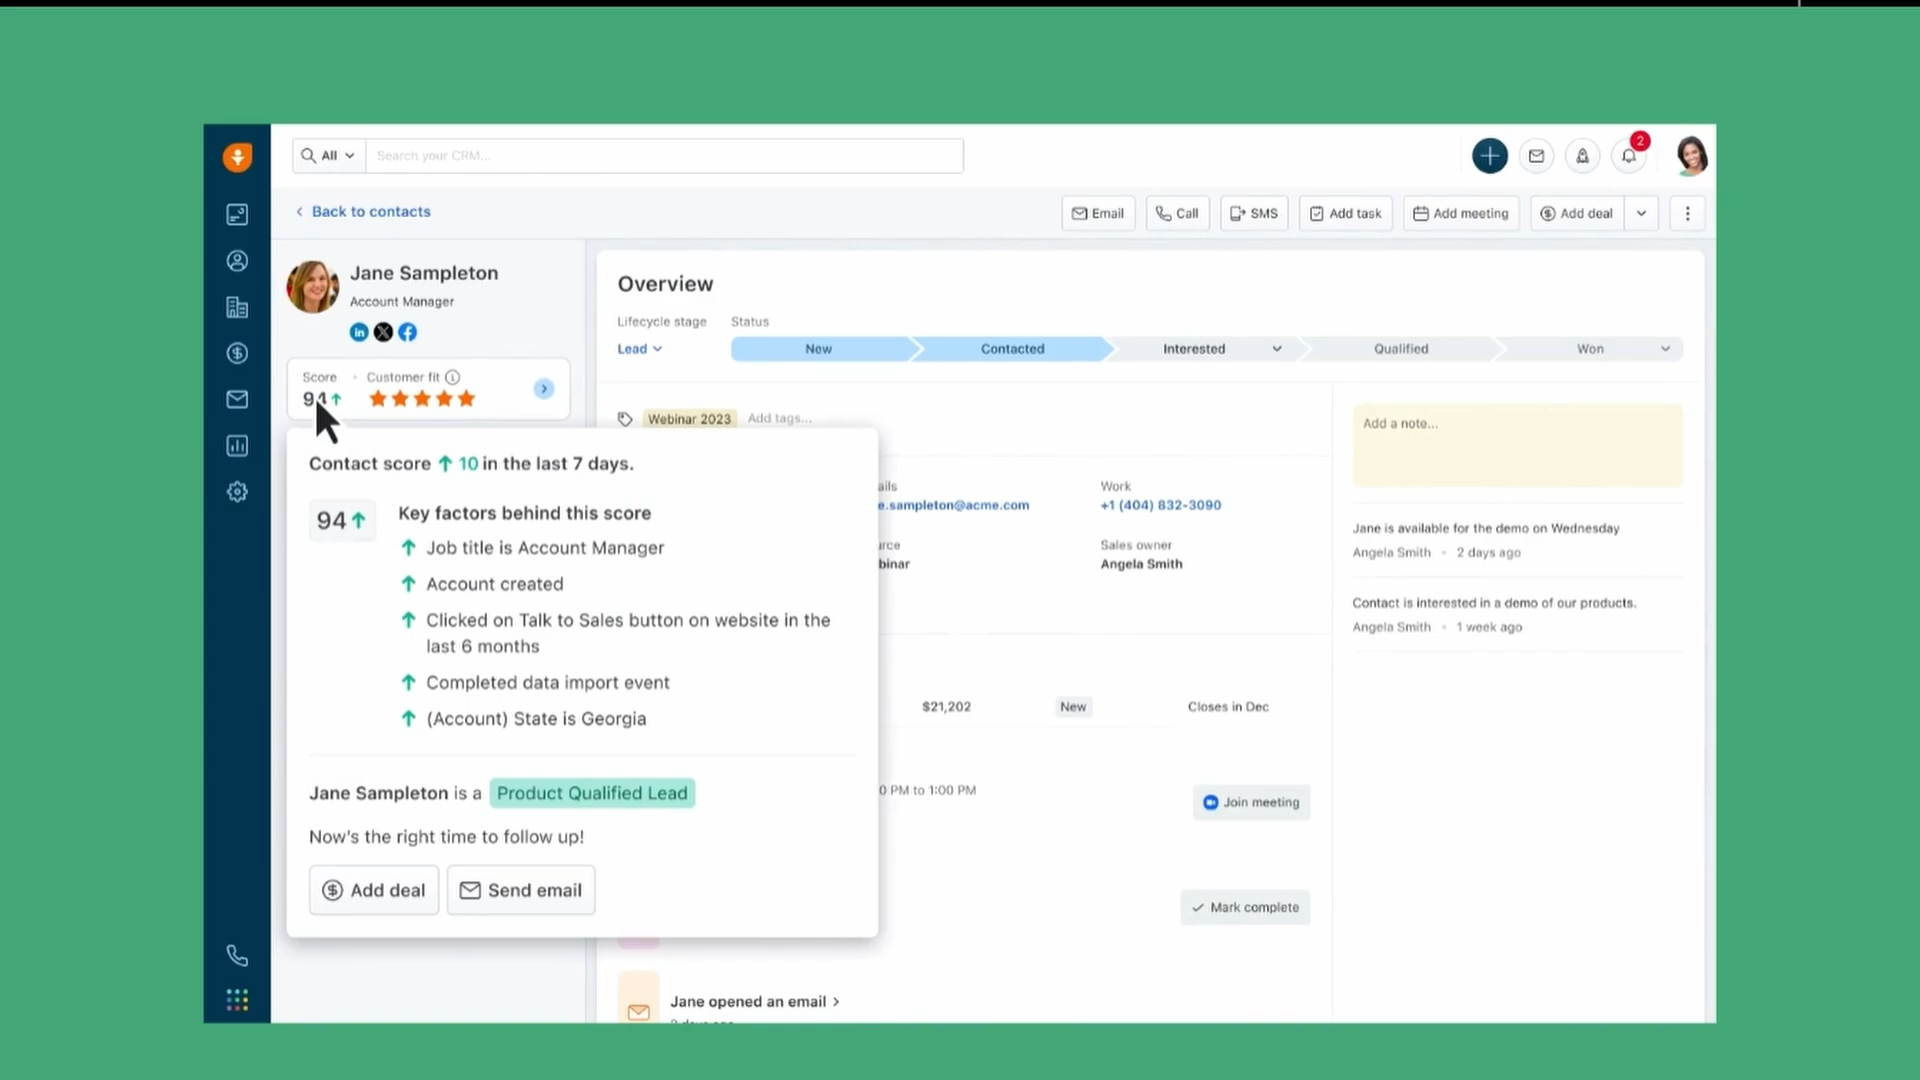 All
Search your CRM...
2
Back to contacts
Email
Call
SMS
Add task
Add meeting
Add deal
Jane Sampleton
Account Manager
in
Score
Customer fit
94
Overview
Lifecycle stage
Status
Lead
New
Contacted
Interested
Qualified
Won
Webinar 2023
Add tags...
Contact score ↑ 10 in the last 7 days.
94
Key factors behind this score
Job title is Account Manager
Account created
Clicked on Talk to Sales button on website in the
last 6 months
Completed data import event
(Account) State is Georgia
Jane Sampleton is a Product Qualified Lead
Now's the right time to follow up!
Add deal
Send email
ails
e.sampleton@acme.com
Work
+1 (404) 832-3090
urce
binar
Sales owner
Angela Smith
$21,202
New
Closes in Dec
0 PM to 1:00 PM
Join meeting
Mark complete
Jane opened an email
Add a note...
Jane is available for the demo on Wednesday
Angela Smith • 2 days ago
Contact is interested in a demo of our products.
Angela Smith • 1 week ago